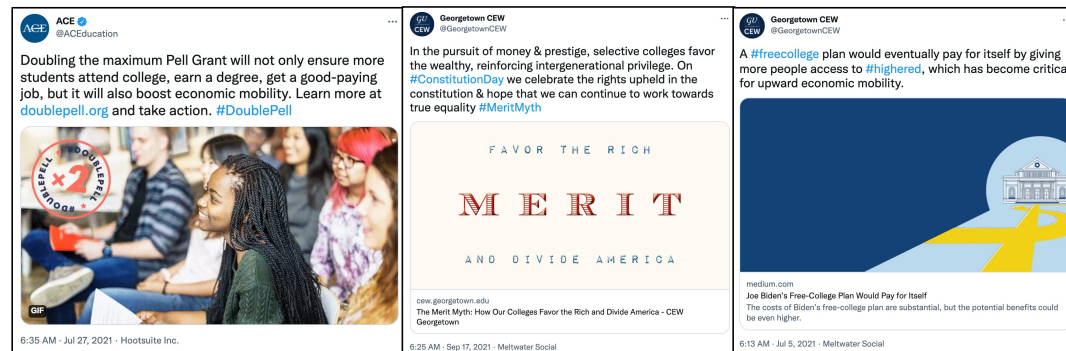 ACE
ACE
@ACEducation
Doubling the maximum Pell Grant will not only ensure more
students attend college, earn a degree, get a good-paying
job, but it will also boost economic mobility. Learn more at
doublepell.org and take action. #DoublePell
#DOUBLEPELL
×2
#DOUBLEPELL
GIF
6:35 AM · Jul 27, 2021 · Hootsuite Inc.
GU
CEW
Georgetown CEW
@GeorgetownCEW
In the pursuit of money & prestige, selective colleges favor
the wealthy, reinforcing intergenerational privilege. On
#ConstitutionDay we celebrate the rights upheld in the
constitution & hope that we can continue to work towards
true equality #MeritMyth
FAVOR THE RICH
MERIT
AND DIVIDE AMERICA
cew.georgetown.edu
The Merit Myth: How Our Colleges Favor the Rich and Divide America - CEW
Georgetown
6:25 AM · Sep 17, 2021 · Meltwater Social
GU
CEW
Georgetown CEW
@GeorgetownCEW
A #freecollege plan would eventually pay for itself by giving
more people access to #highered, which has become critica
for upward economic mobility.
medium.com
Joe Biden's Free-College Plan Would Pay for Itself
The costs of Biden's free-college plan are substantial, but the potential benefits could
be even higher.
6:13 AM · Jul 5, 2021 · Meltwater Social